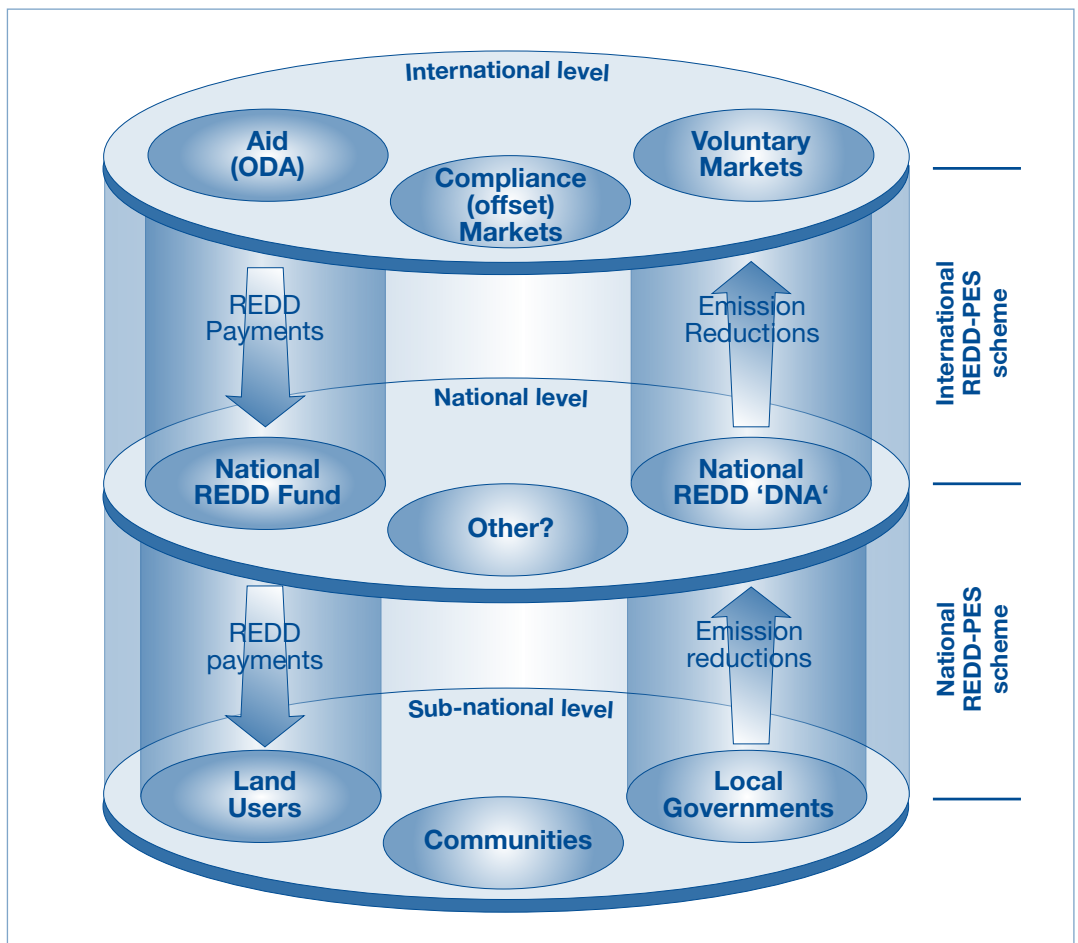 International level
Aid
(ODA)
Voluntary
Markets
Compliance
(offset)
Markets
REDD
Payments
Emission
Reductions
International
REDD-PES
scheme
National level
National
REDD Fund
National
REDD ‘DNA‘
Other?
REDD
payments
Emission
reductions
National
REDD-PES
scheme
Sub-national level
Land
Users
Local
Governments
Communities